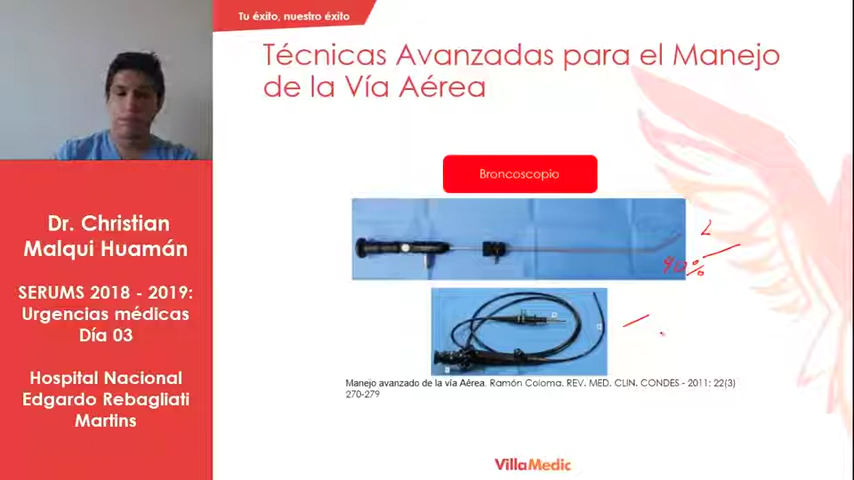 Tu éxito, nuestro éxito
Técnicas Avanzadas para el Manejo
de la Vía Aérea
Broncoscopio
90%
Dr. Christian
Malqui Huamán
SERUMS 2018 - 2019:
Urgencias médicas
Día 03
Hospital Nacional
Edgardo Rebagliati
Martins
Manejo avanzado de la vía Aérea. Ramón Coloma. REV. MED. CLIN. CONDES - 2011: 22(3)
270-279
VillaMedic